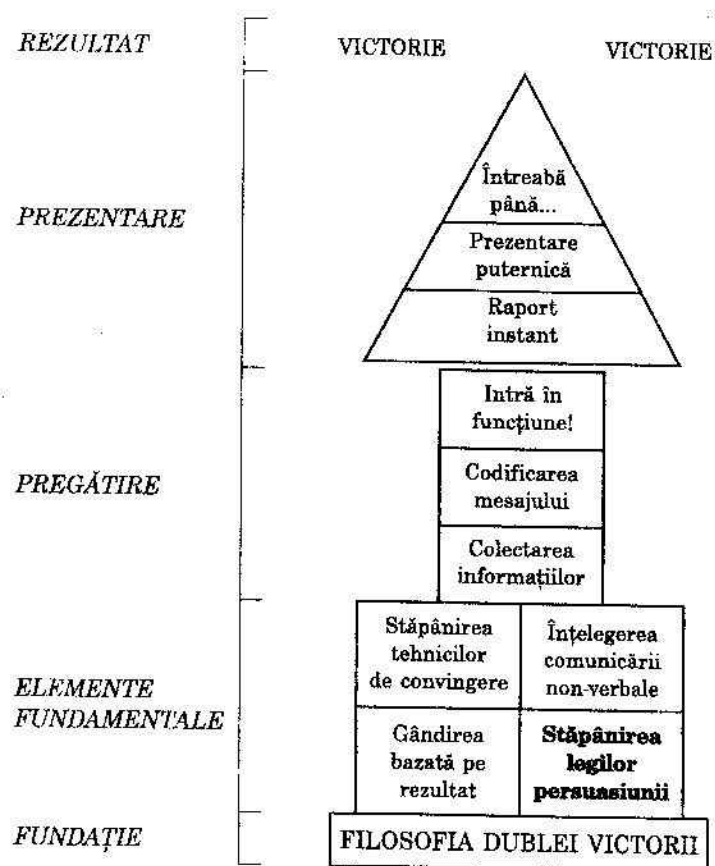 REZULTAT
VICTORIE VICTORIE
Întreabă
până...
PREZENTARE
Prezentare
puternică
Raport
instant
Intră în
funcțiune!
PREGĂTIRE
Codificarea
mesajului
Colectarea
informațiilor
Stăpânirea
tehnicilor
de convingere
Înțelegerea
comunicării
non-verbale
ELEMENTE
FUNDAMENTALE
Gândirea
bazată pe
rezultat
Stăpânirea
legilor
persuasiunii
FUNDAȚIE
FILOSOFIA DUBLEI VICTORII